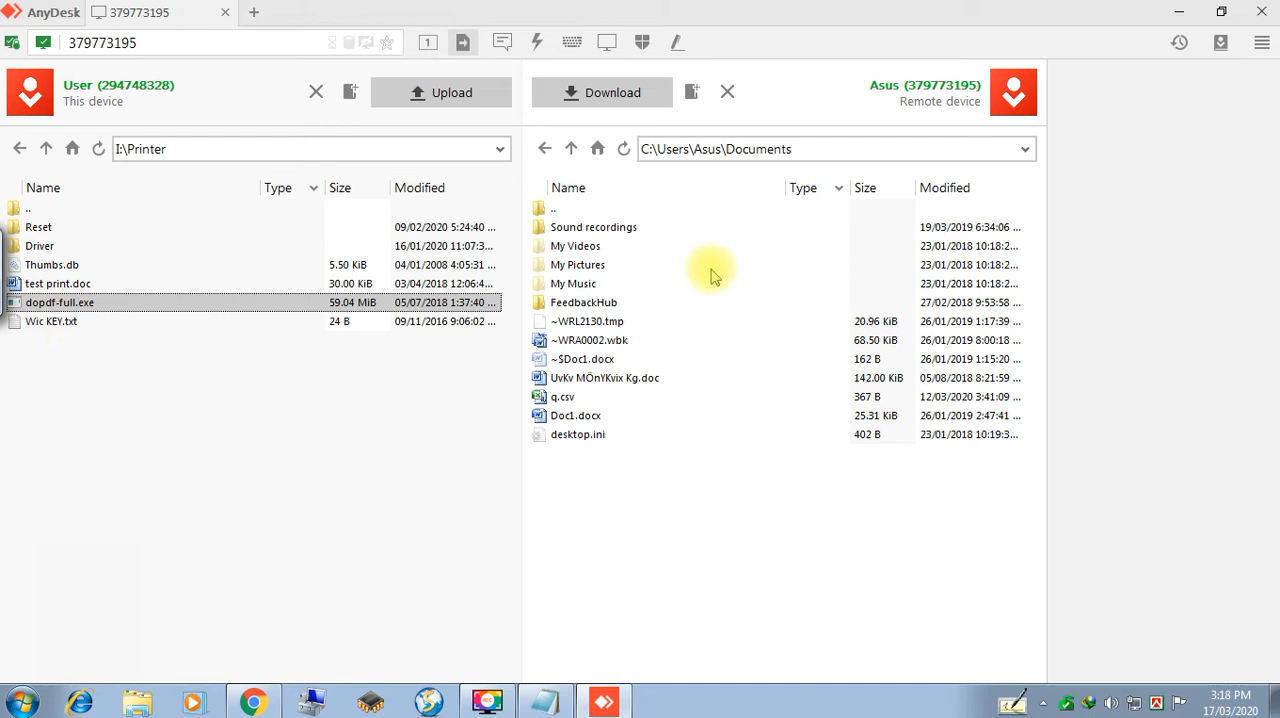 AnyDesk 379773195
379773195 1
User (294748328) Upload Download Asus (379773195)
This device Remote device
I:\Printer C:\Users\Asus\Documents
Name Type Size Modified Name Type Size Modified
.. ..
Reset 09/02/2020 5:24:40 ... Sound recordings 19/03/2019 6:34:06 ...
Driver 16/01/2020 11:07:3... My Videos 23/01/2018 10:18:2...
Thumbs.db 5.50 KiB 04/01/2008 4:05:31 ... My Pictures 23/01/2018 10:18:2...
test print.doc 30.00 KiB 03/04/2018 12:06:4... My Music 23/01/2018 10:18:2...
dopdf-full.exe 59.04 MiB 05/07/2018 1:37:40 ... FeedbackHub 27/02/2018 9:53:58 ...
Wic KEY.txt 24 B 09/11/2016 9:06:02 ... ~WRL2130.tmp 20.96 KiB 26/01/2019 1:17:39 ...
~WRA0002.wbk 68.50 KiB 26/01/2019 8:00:18 ...
~$Doc1.docx 162 B 26/01/2019 1:15:20 ...
UvKv MÖnYKvix Kg.doc 142.00 KiB 05/08/2018 8:21:59 ...
q.csv 367 B 12/03/2020 3:41:09 ...
Doc1.docx 25.31 KiB 26/01/2019 2:47:41 ...
desktop.ini 402 B 23/01/2018 10:19:3...
REC
3:18 PM
17/03/2020